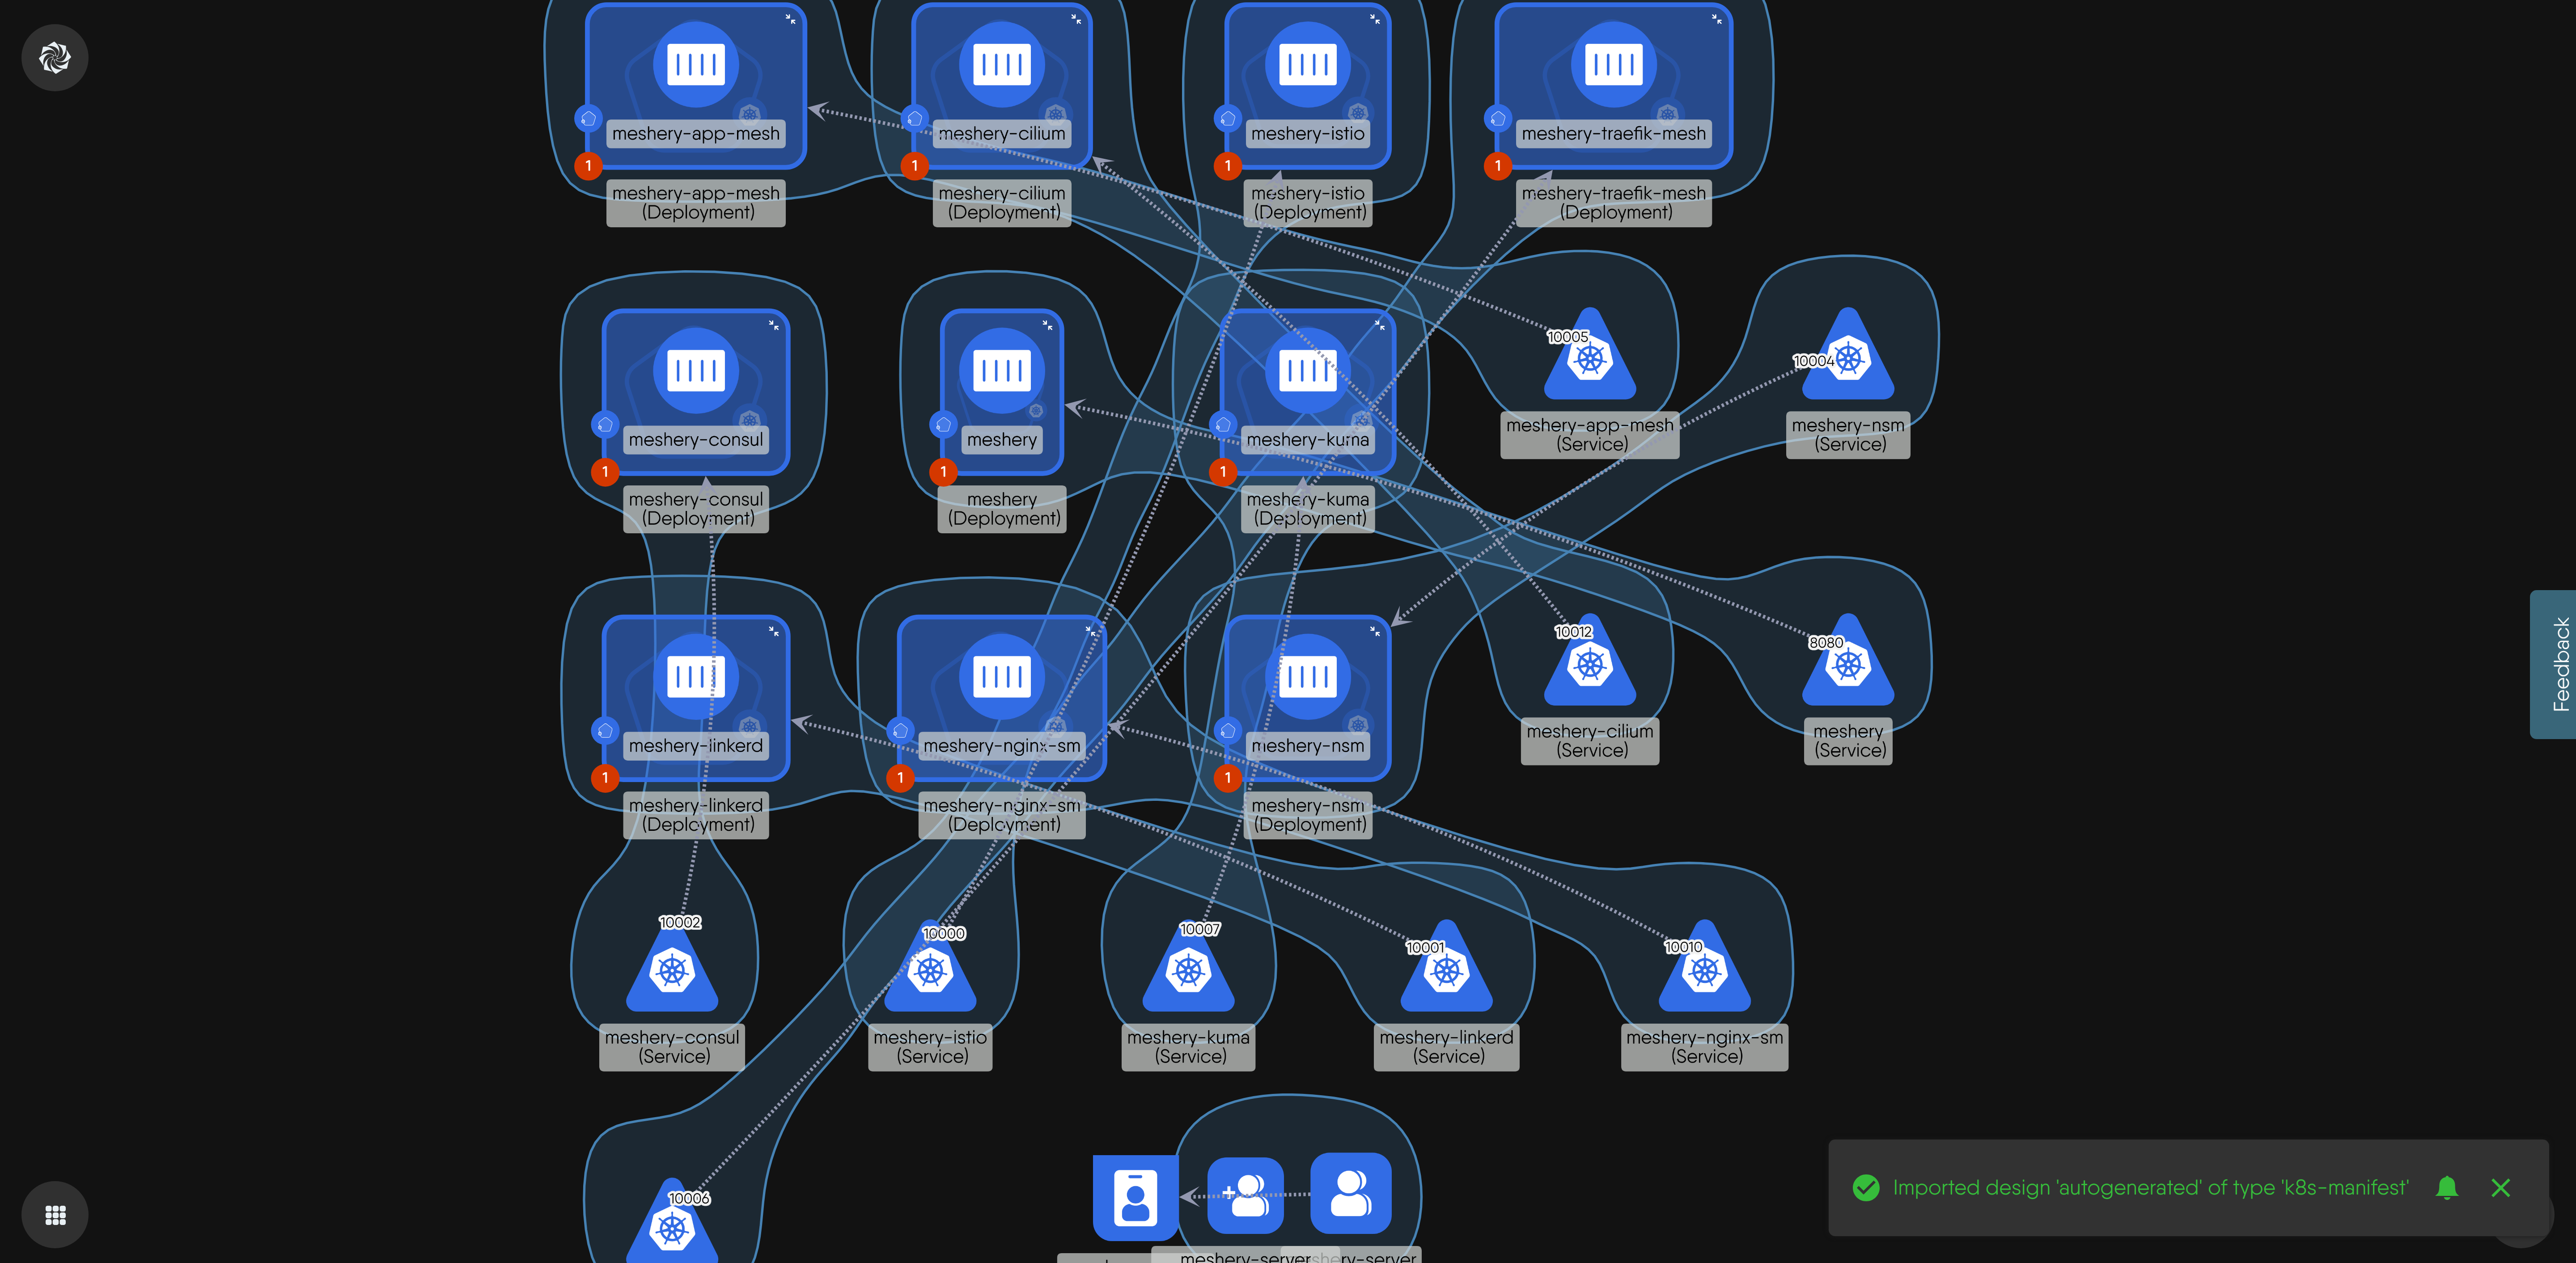 meshery-app-mesh
meshery-cilium
meshery-istio
meshery-traefik-mesh
1
1
1
1
meshery-app-mesh
(Deployment)
meshery-cilium
(Deployment)
meshery-istio
(Deployment)
meshery-traefik-mesh
(Deployment)
10005
10004
meshery-consul
meshery
meshery-kuma
meshery-app-mesh
(Service)
meshery-nsm
(Service)
1
1
1
meshery-consul
(Deployment)
meshery
(Deployment)
meshery-kuma
(Deployment)
10012
8080
meshery-linkerd
meshery-nginx-sm
meshery-nsm
meshery-cilium
(Service)
meshery
(Service)
1
1
1
meshery-linkerd
(Deployment)
meshery-nginx-sm
(Deployment)
meshery-nsm
(Deployment)
10002
10000
10007
10001
10010
meshery-consul
(Service)
meshery-istio
(Service)
meshery-kuma
(Service)
meshery-linkerd
(Service)
meshery-nginx-sm
(Service)
10006
meshery-server
hery-server
Feedback
Imported design 'autogenerated' of type 'k8s-manifest'